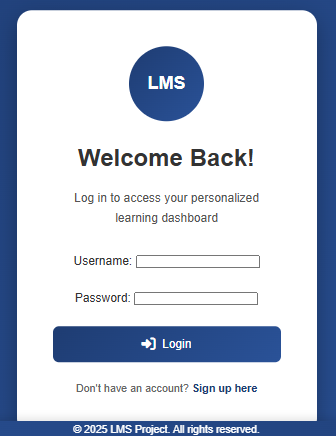 LMS
Welcome Back!
Log in to access your personalized
learning dashboard
Username:
Password:
Login
Don't have an account? Sign up here
© 2025 LMS Project. All rights reserved.